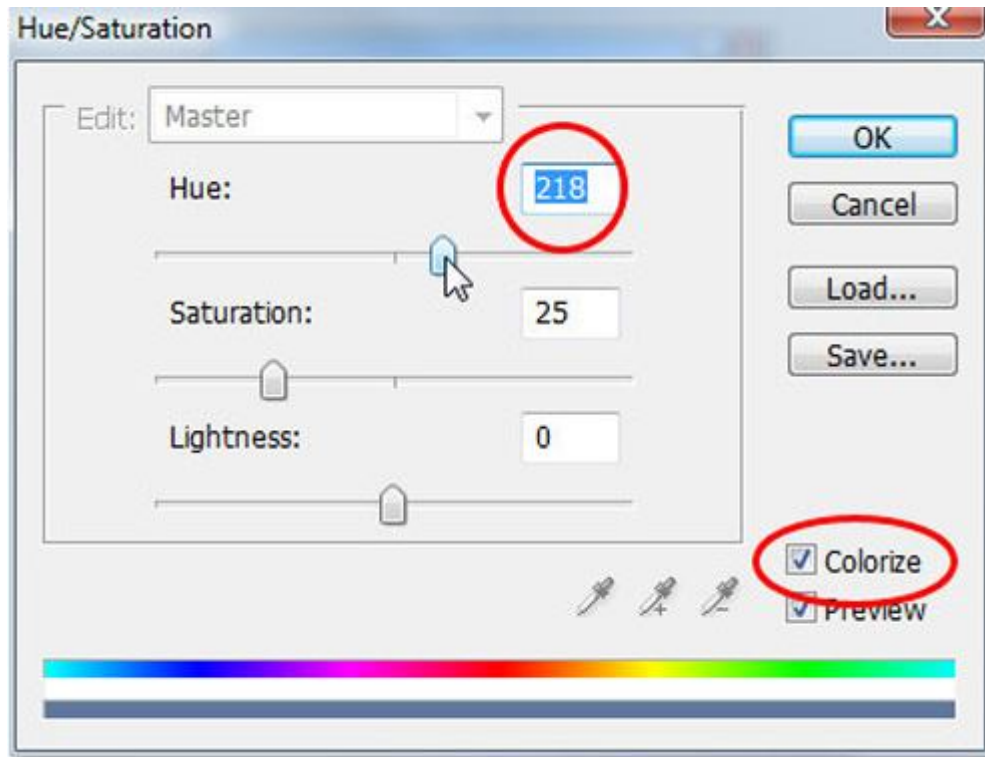 Hue/Saturation
Edit: Master
OK
Hue: 218
Cancel
Load...
Saturation: 25
Save...
Lightness: 0
Colorize
Preview